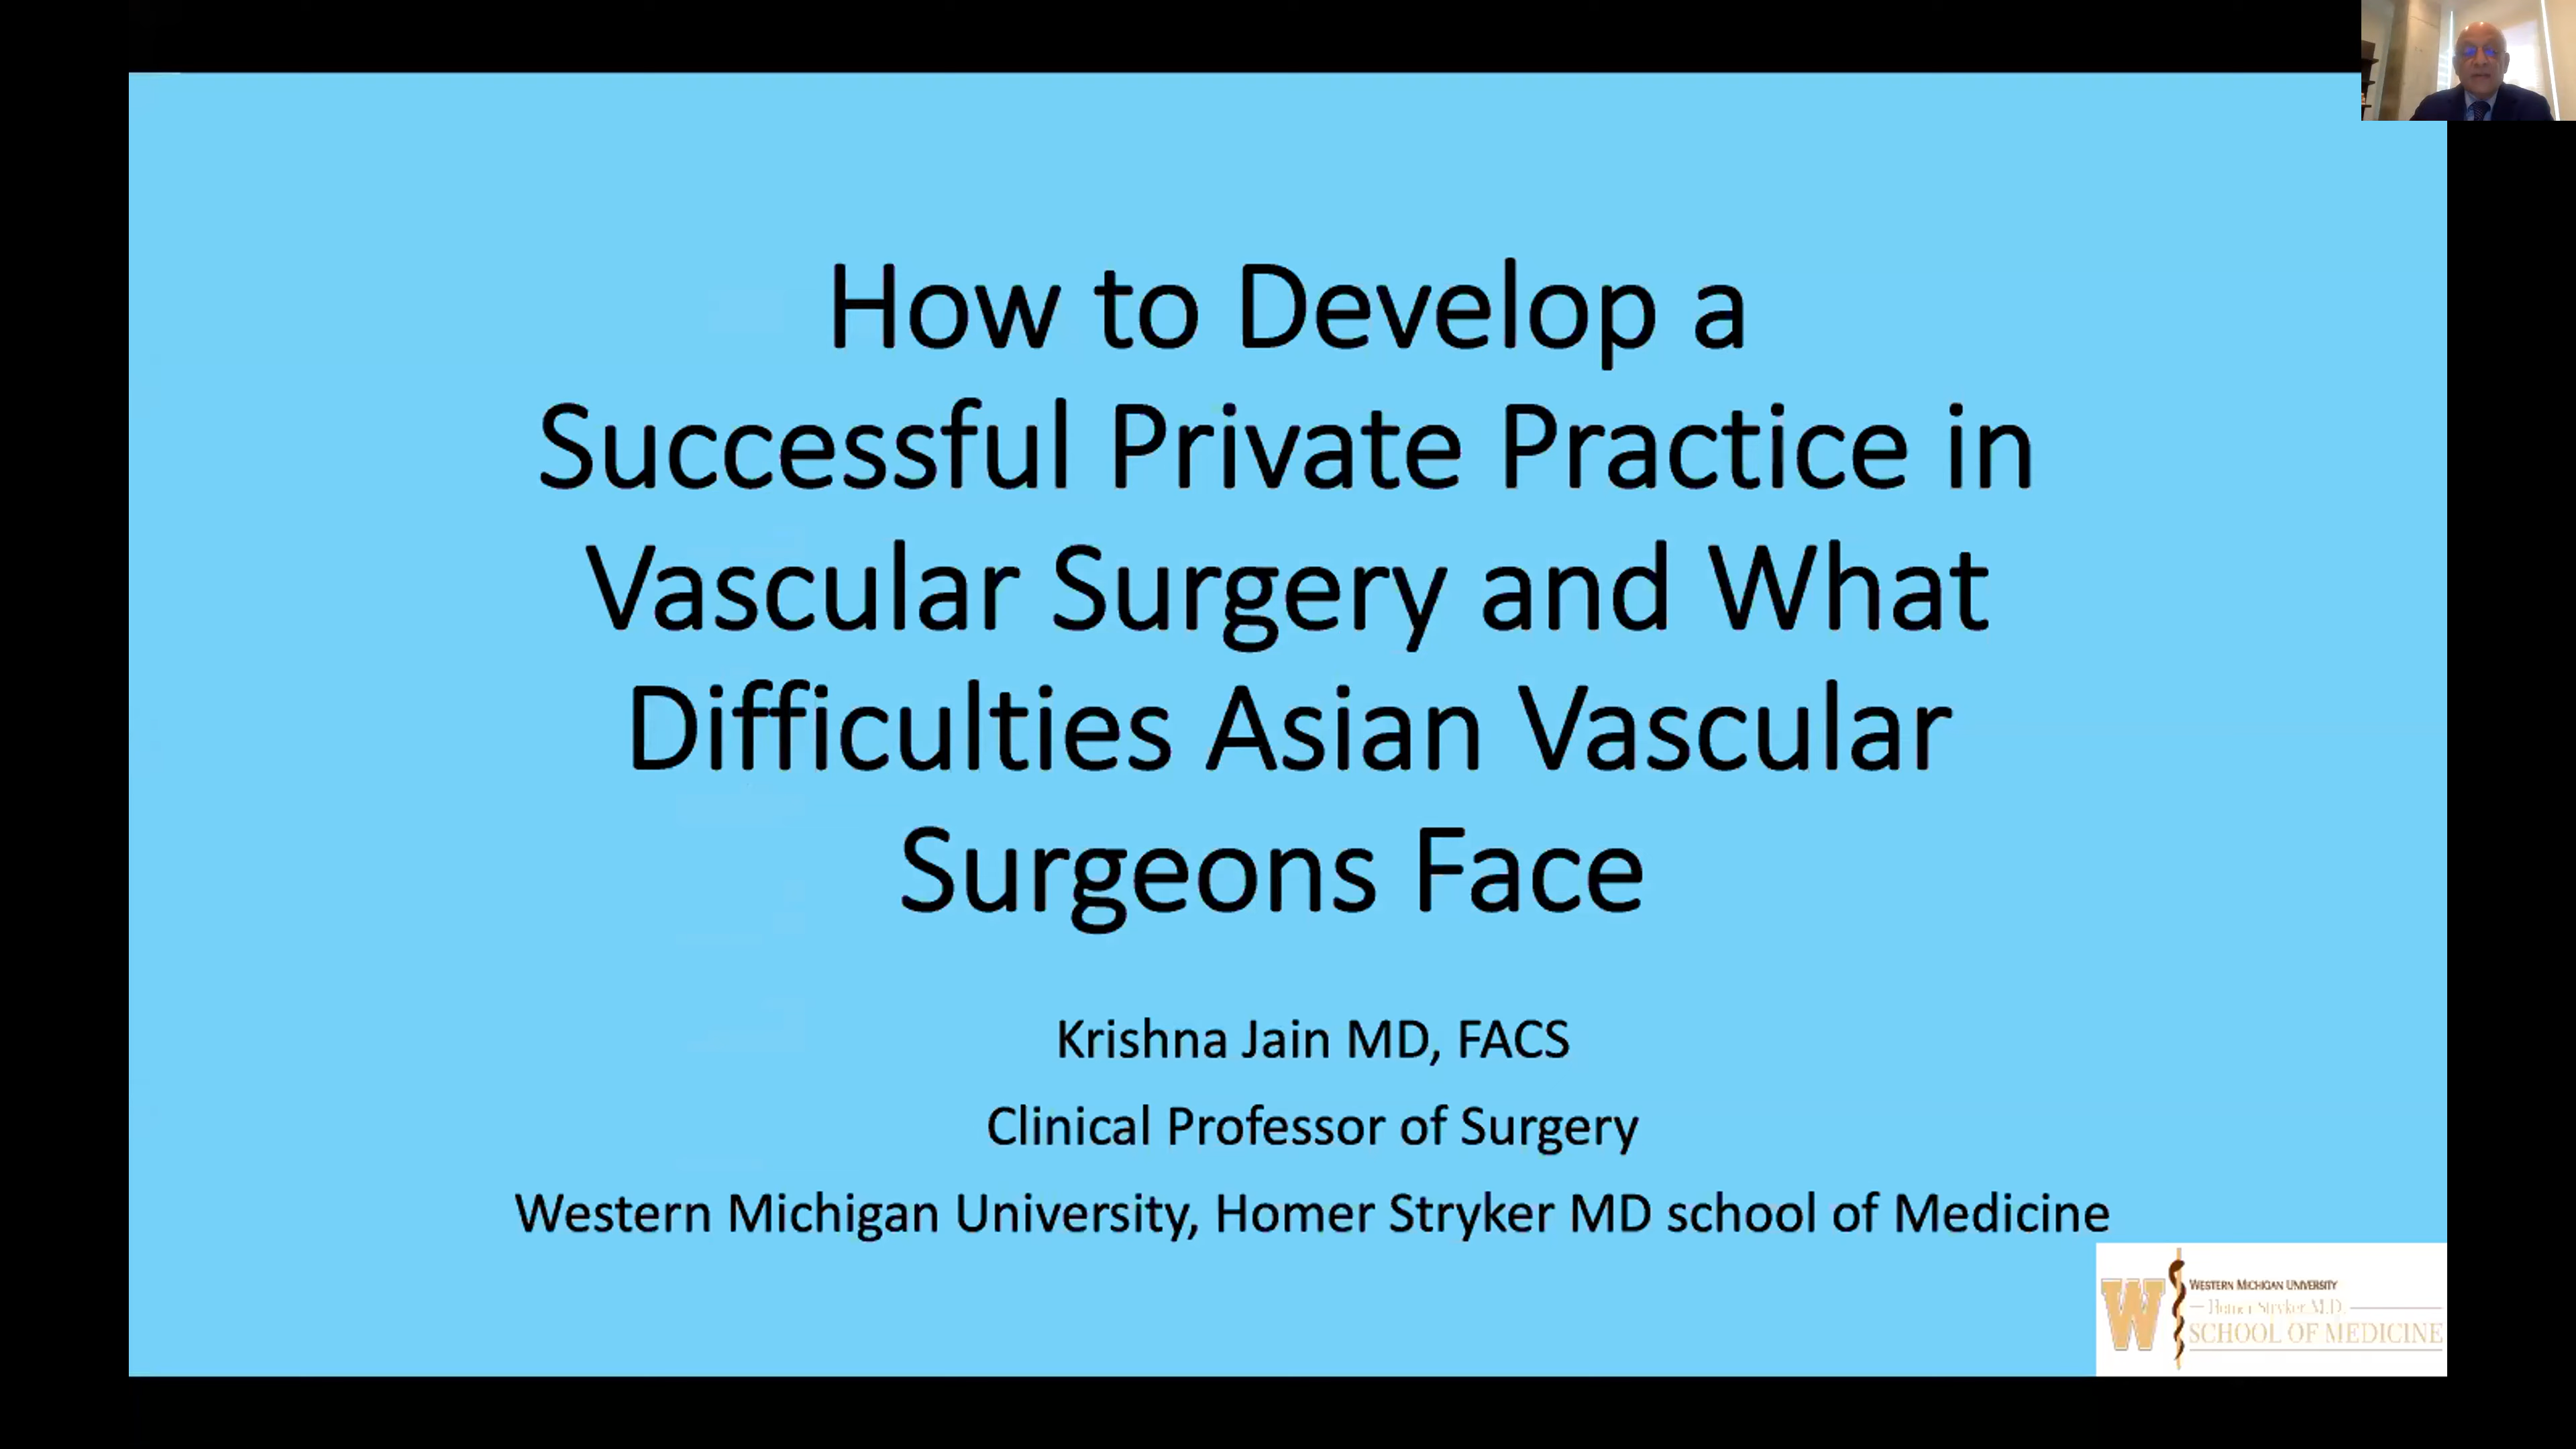 How to Develop a
Successful Private Practice in
Vascular Surgery and What
Difficulties Asian Vascular
Surgeons Face
Krishna Jain MD, FACS
Clinical Professor of Surgery
Western Michigan University, Homer Stryker MD school of Medicine
W
WESTERN MICHIGAN UNIVERSITY
Homer Stryker M.D.
SCHOOL OF MEDICINE